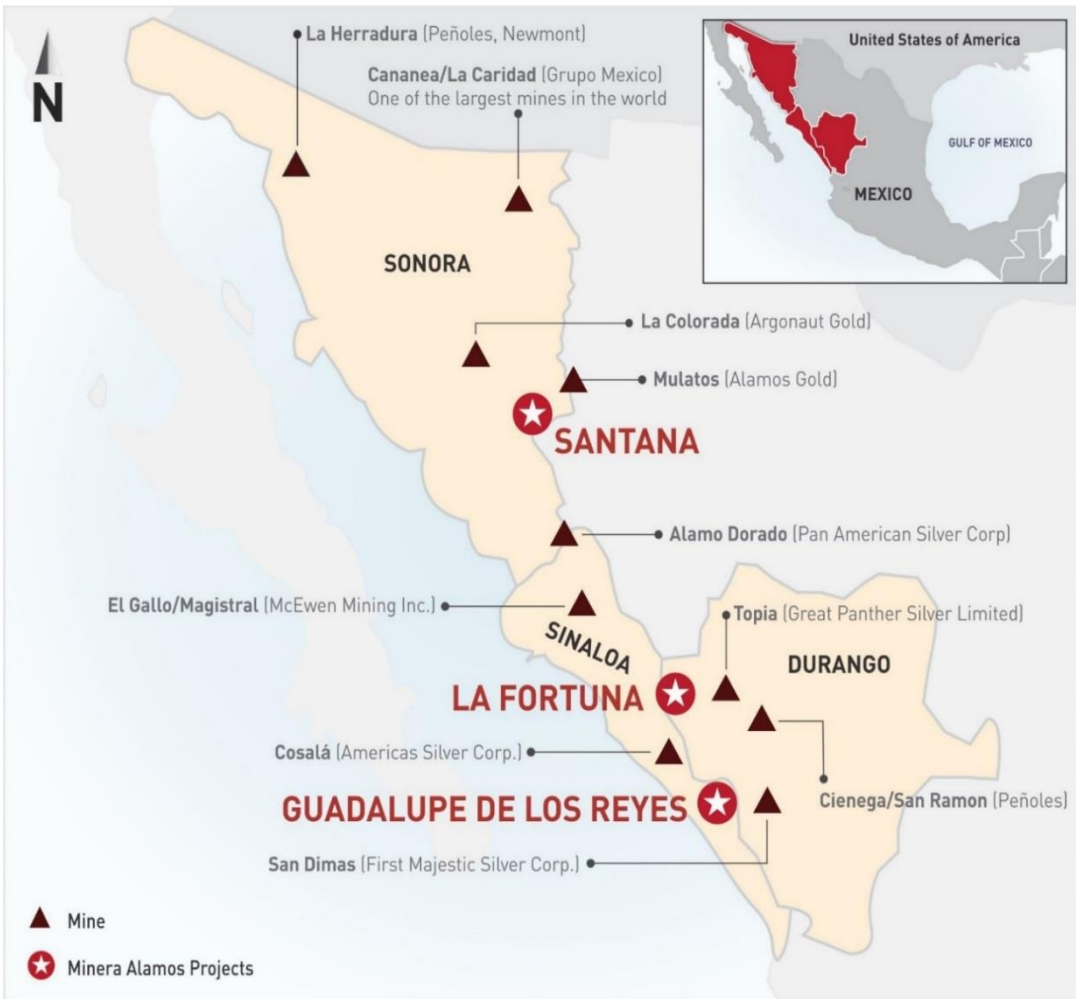 La Herradura (Peñoles, Newmont)
Cananea/La Caridad (Grupo Mexico)
One of the largest mines in the world
N
United States of America
GULF OF MEXICO
MEXICO
SONORA
La Colorada (Argonaut Gold)
Mulatos (Alamos Gold)
SANTANA
Alamo Dorado (Pan American Silver Corp)
El Gallo/Magistral (McEwen Mining Inc.)
Topia (Great Panther Silver Limited)
SINALOA
DURANGO
LA FORTUNA
Cosalá (Americas Silver Corp.)
Cienega/San Ramon (Peñoles)
GUADALUPE DE LOS REYES
San Dimas (First Majestic Silver Corp.)
Mine
Minera Alamos Projects